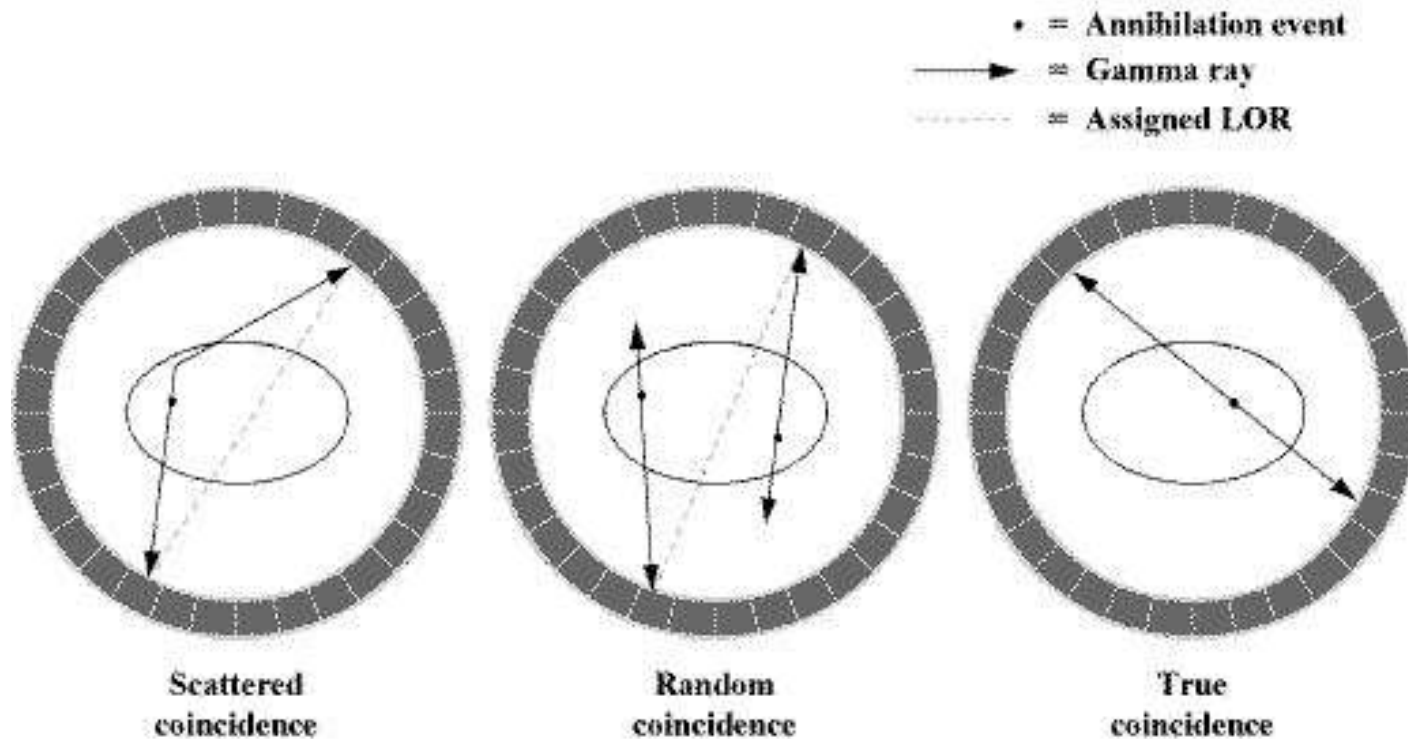 • = Annihilation event
= Gamma ray
= Assigned LOR
Scattered
coincidence
Random
coincidence
True
coincidence